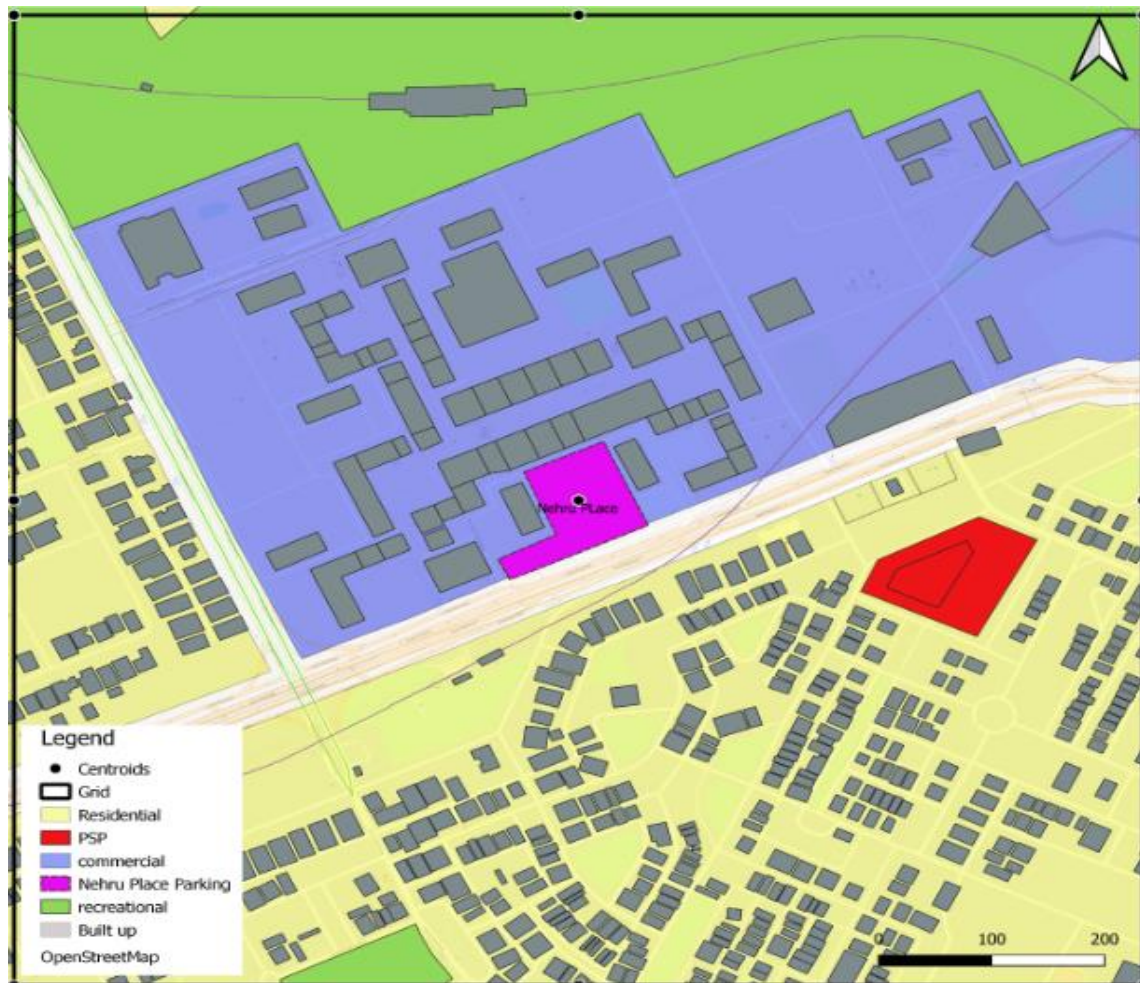 Nehru PLace
Legend
Centroids
Grid
Residential
PSP
commercial
Nehru Place Parking
recreational
Built up
OpenStreetMap
0 100 200